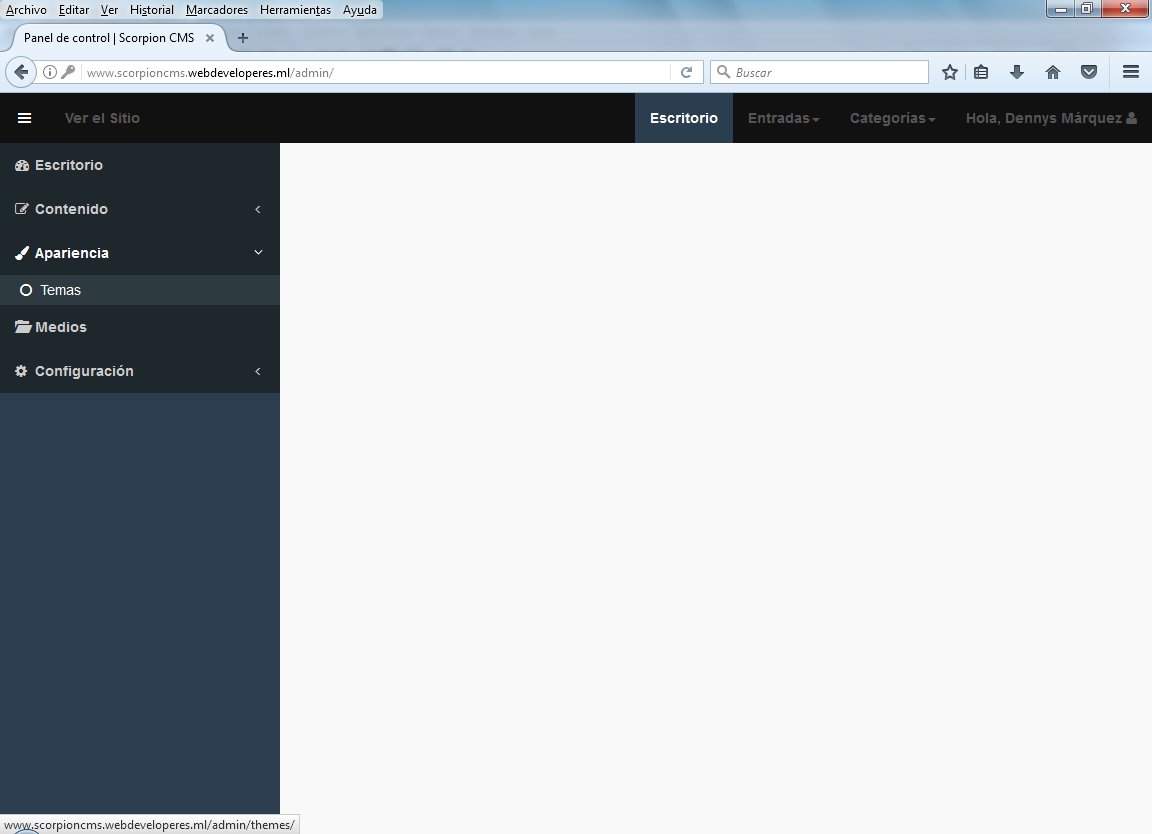 Archivo Editar Ver Historial Marcadores Herramientas Ayuda
Panel de control | Scorpion CMS
www.scorpioncms.webdeveloperes.ml/admin/ Buscar
Ver el Sitio Escritorio Entradas Categorías Hola, Dennys Márquez
Escritorio
Contenido
Apariencia
Temas
Medios
Configuración
www.scorpioncms.webdeveloperes.ml/admin/themes/